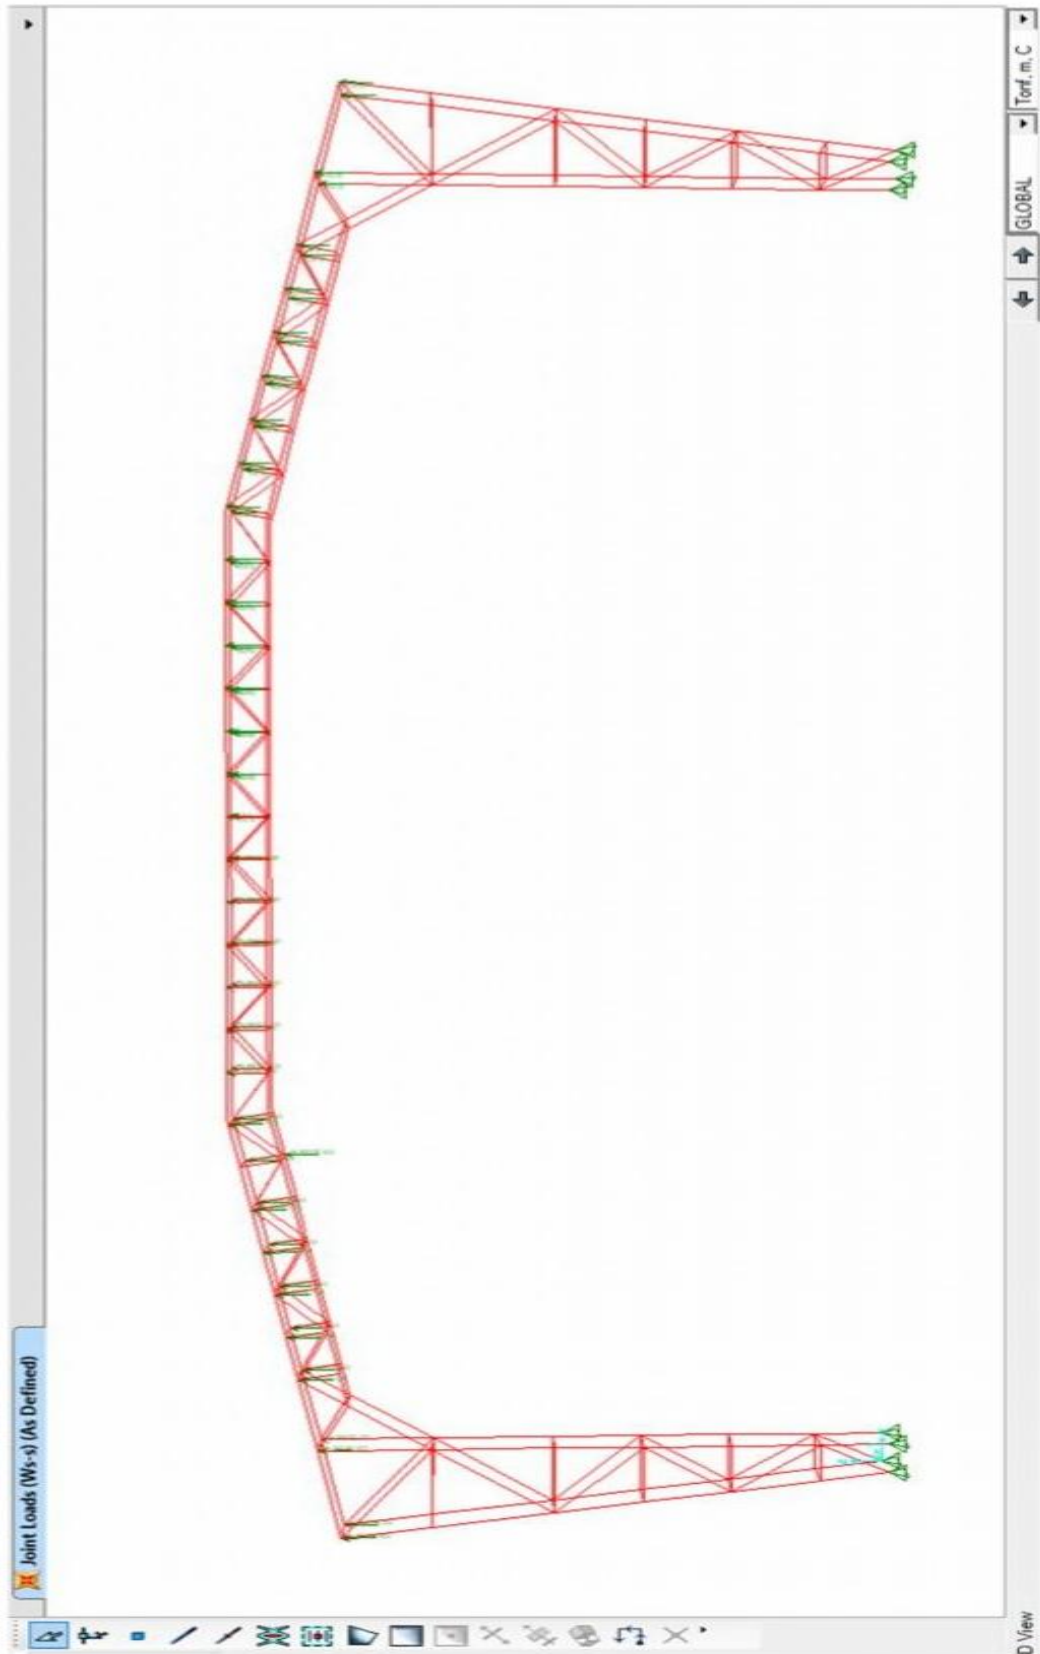 Joint Loads (Ws-s) (As Defined)
D View
GLOBAL
Tonf, m, C